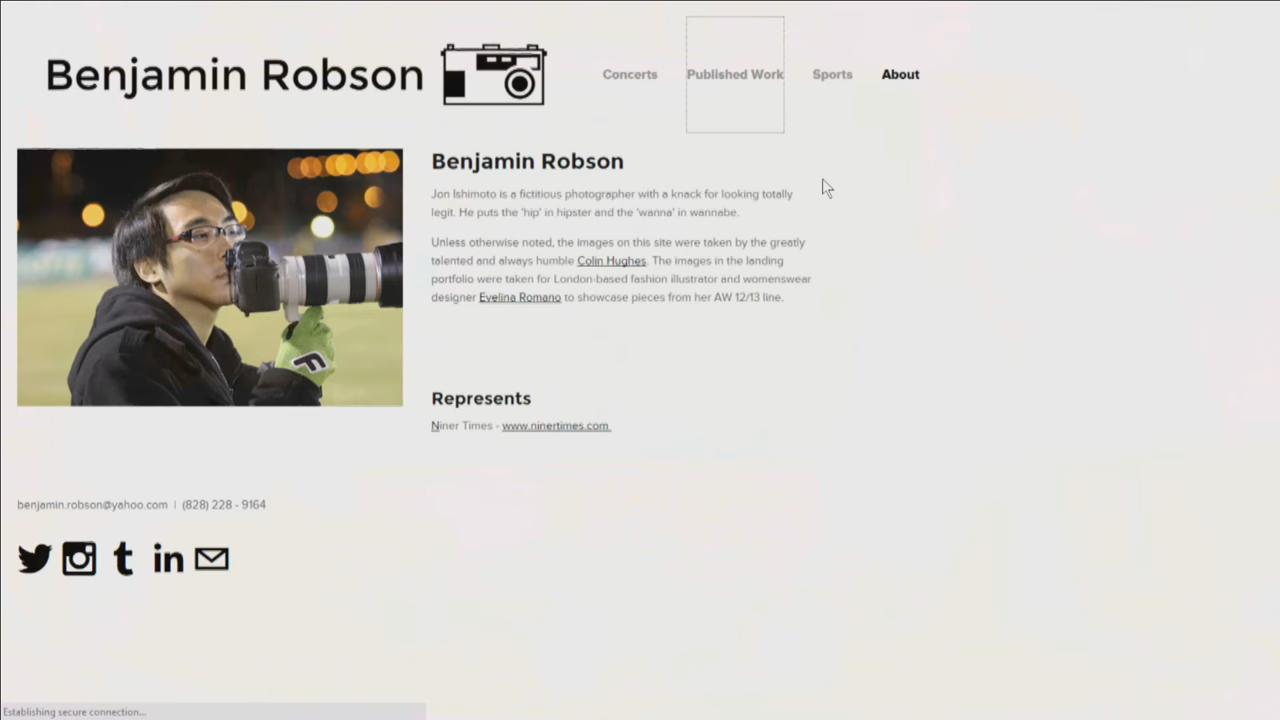 Benjamin Robson
Concerts Published Work Sports About
Benjamin Robson
Jon Ishimoto is a fictitious photographer with a knack for looking totally
legit. He puts the 'hip' in hipster and the 'wanna' in wannabe.
Unless otherwise noted, the images on this site were taken by the greatly
talented and always humble Colin Hughes. The images in the landing
portfolio were taken for London-based fashion illustrator and womenswear
designer Evelina Romano to showcase pieces from her AW 12/13 line.
F
Represents
Niner Times - www.ninertimes.com
benjamin.robson@yahoo.com | (828) 228 - 9164
t in
Establishing secure connection...